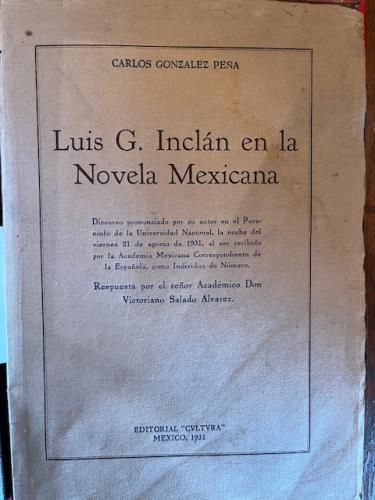 CARLOS GONZALEZ PEÑA
Luis G. Inclán en la
Novela Mexicana
Discurso pronunciado por su autor en el Para-
ninfo de la Universidad Nacional, la noche del
viernes 21 de agosto de 1931, al ser recibido
por la Academia Mexicana Correspondiente de
la Española, como Individuo de Número.
Respuesta por el señor Académico Don
Victoriano Salado Alvarez.
EDITORIAL "CVLTVRA"
MEXICO, 1931